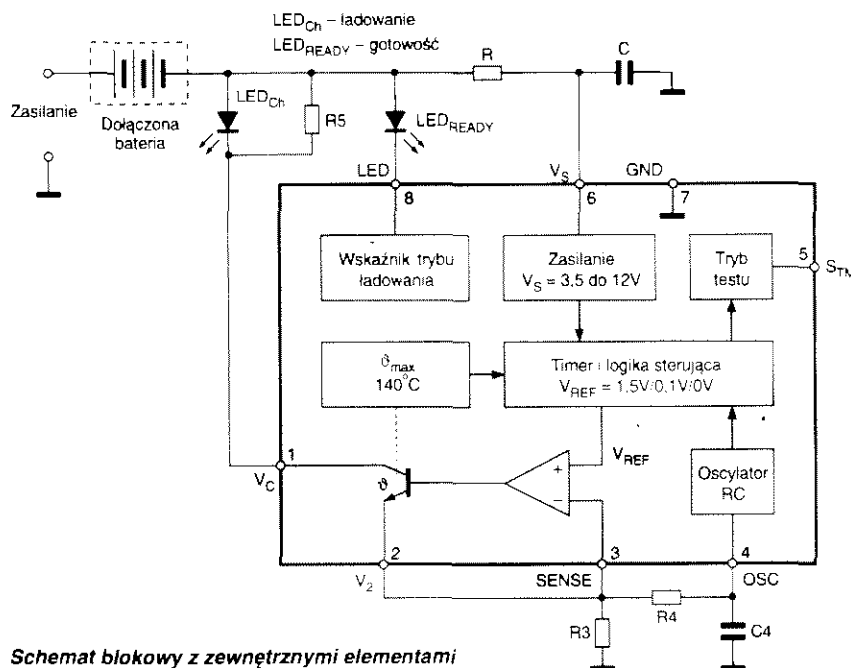 LEDCh – ładowanie
LEDREADY – gotowość
Zasilanie
Dołączona
bateria
LEDCh
R5
LEDREADY
R
C
LED
8
VS
6
GND
7
Wskaźnik trybu
ładowania
Zasilanie
VS = 3,5 do 12V
Tryb
testu
5
STM
ϑmax
140°C
Timer i logika sterująca
VREF = 1,5V/0,1V/0V
1
VC
ϑ
+
−
VREF
Oscylator
RC
2
V2
3
SENSE
4
OSC
R3
R4
C4
Schemat blokowy z zewnętrznymi elementami